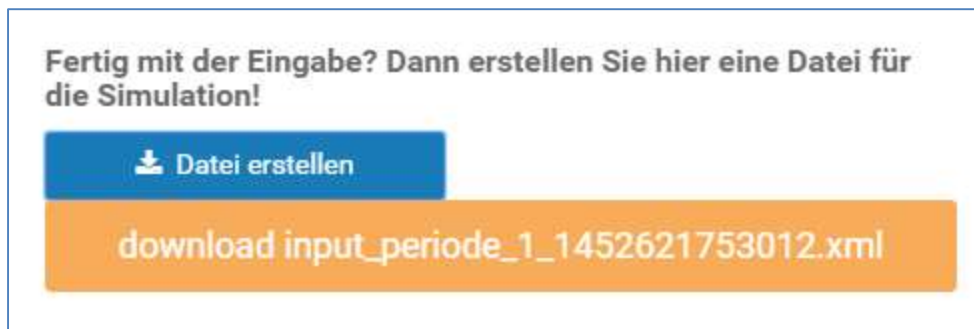 Fertig mit der Eingabe? Dann erstellen Sie hier eine Datei für
die Simulation!
Datei erstellen
download input_periode_1_1452621753012.xml